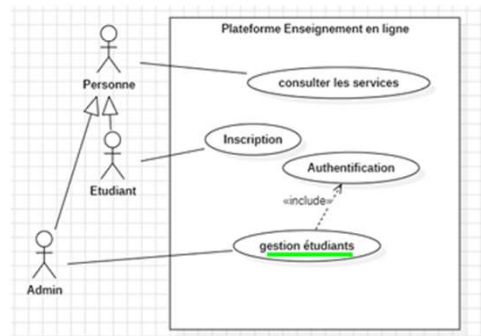 Plateforme Enseignement en ligne
Personne
consulter les services
Inscription
Authentification
Etudiant
«include»
gestion étudiants
Admin